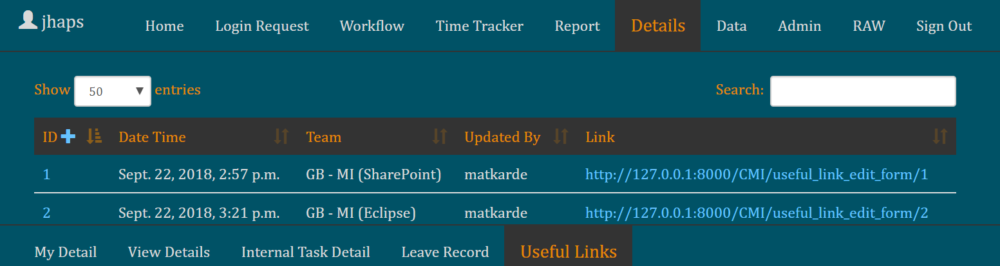 jhaps Home Login Request Workflow Time Tracker Report Details Data Admin RAW Sign Out
Show 50 entries Search:
ID Date Time Team Updated By Link
1 Sept. 22, 2018, 2:57 p.m. GB - MI (SharePoint) matkarde http://127.0.0.1:8000/CMI/useful_link_edit_form/1
2 Sept. 22, 2018, 3:21 p.m. GB - MI (Eclipse) matkarde http://127.0.0.1:8000/CMI/useful_link_edit_form/2
My Detail View Details Internal Task Detail Leave Record Useful Links